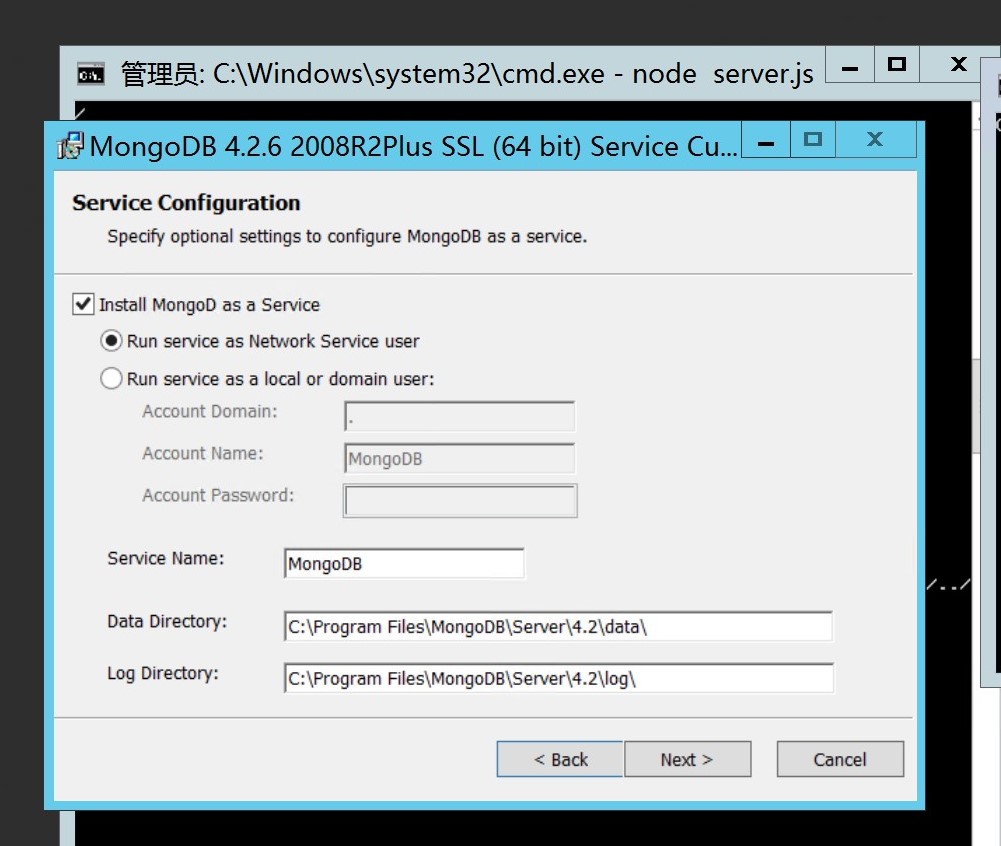 管理员: C:\Windows\system32\cmd.exe - node  server.js
MongoDB 4.2.6 2008R2Plus SSL (64 bit) Service Cu...
Service Configuration
Specify optional settings to configure MongoDB as a service.
Install MongoD as a Service
Run service as Network Service user
Run service as a local or domain user:
Account Domain:
.
Account Name:
MongoDB
Account Password:
Service Name:
MongoDB
/../
Data Directory:
C:\Program Files\MongoDB\Server\4.2\data\
Log Directory:
C:\Program Files\MongoDB\Server\4.2\log\
< Back
Next >
Cancel